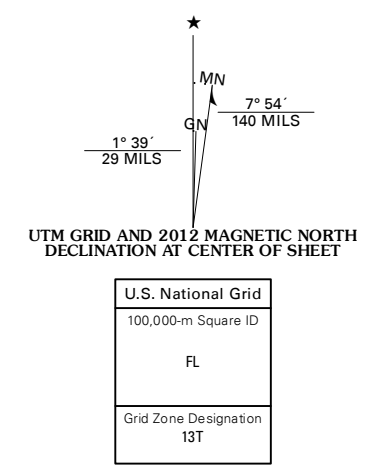 ★
MN
GN
7° 54´
140 MILS
1° 39´
29 MILS
UTM GRID AND 2012 MAGNETIC NORTH
DECLINATION AT CENTER OF SHEET
U.S. National Grid
100,000-m Square ID
FL
Grid Zone Designation
13T